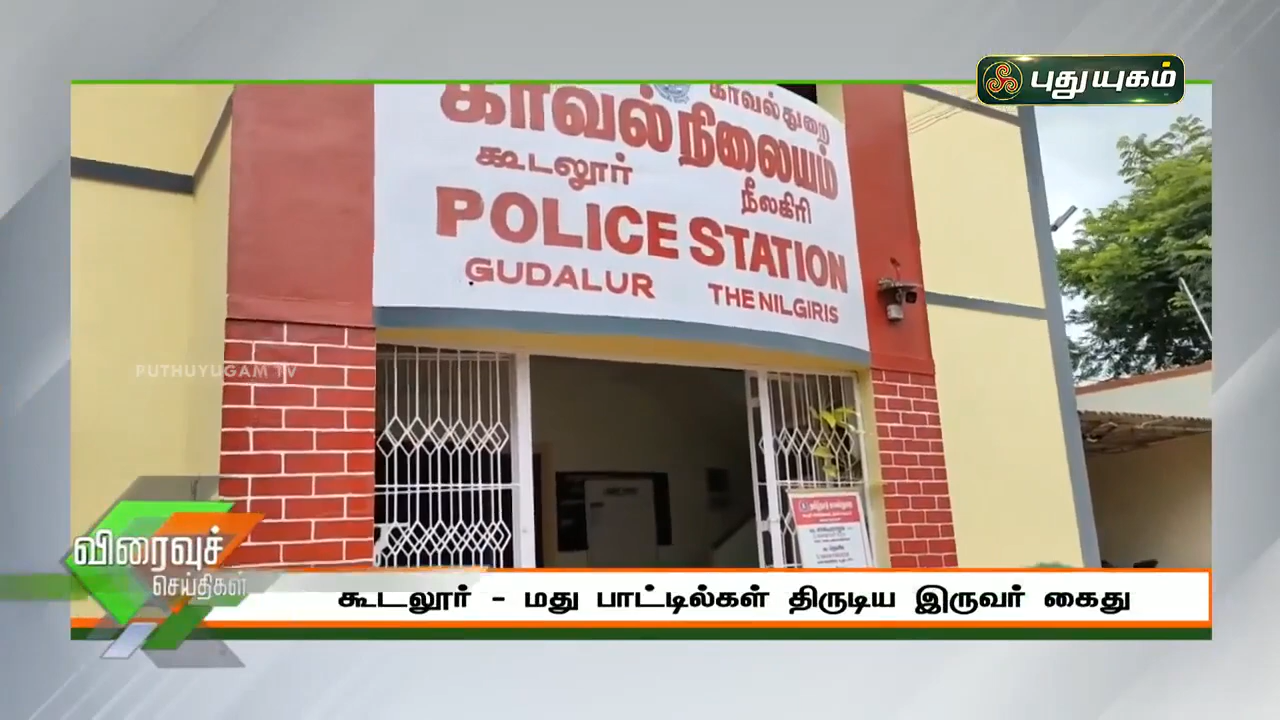 புதுயுகம்
காவல்துறை
காவல் நிலையம்
கூடலூர்
நீலகிரி
POLICE STATION
GUDALUR THE NILGIRIS
PUTHUYUGAM TV
விரைவுச்
செய்திகள்
கூடலூர் - மது பாட்டில்கள் திருடிய இருவர் கைது